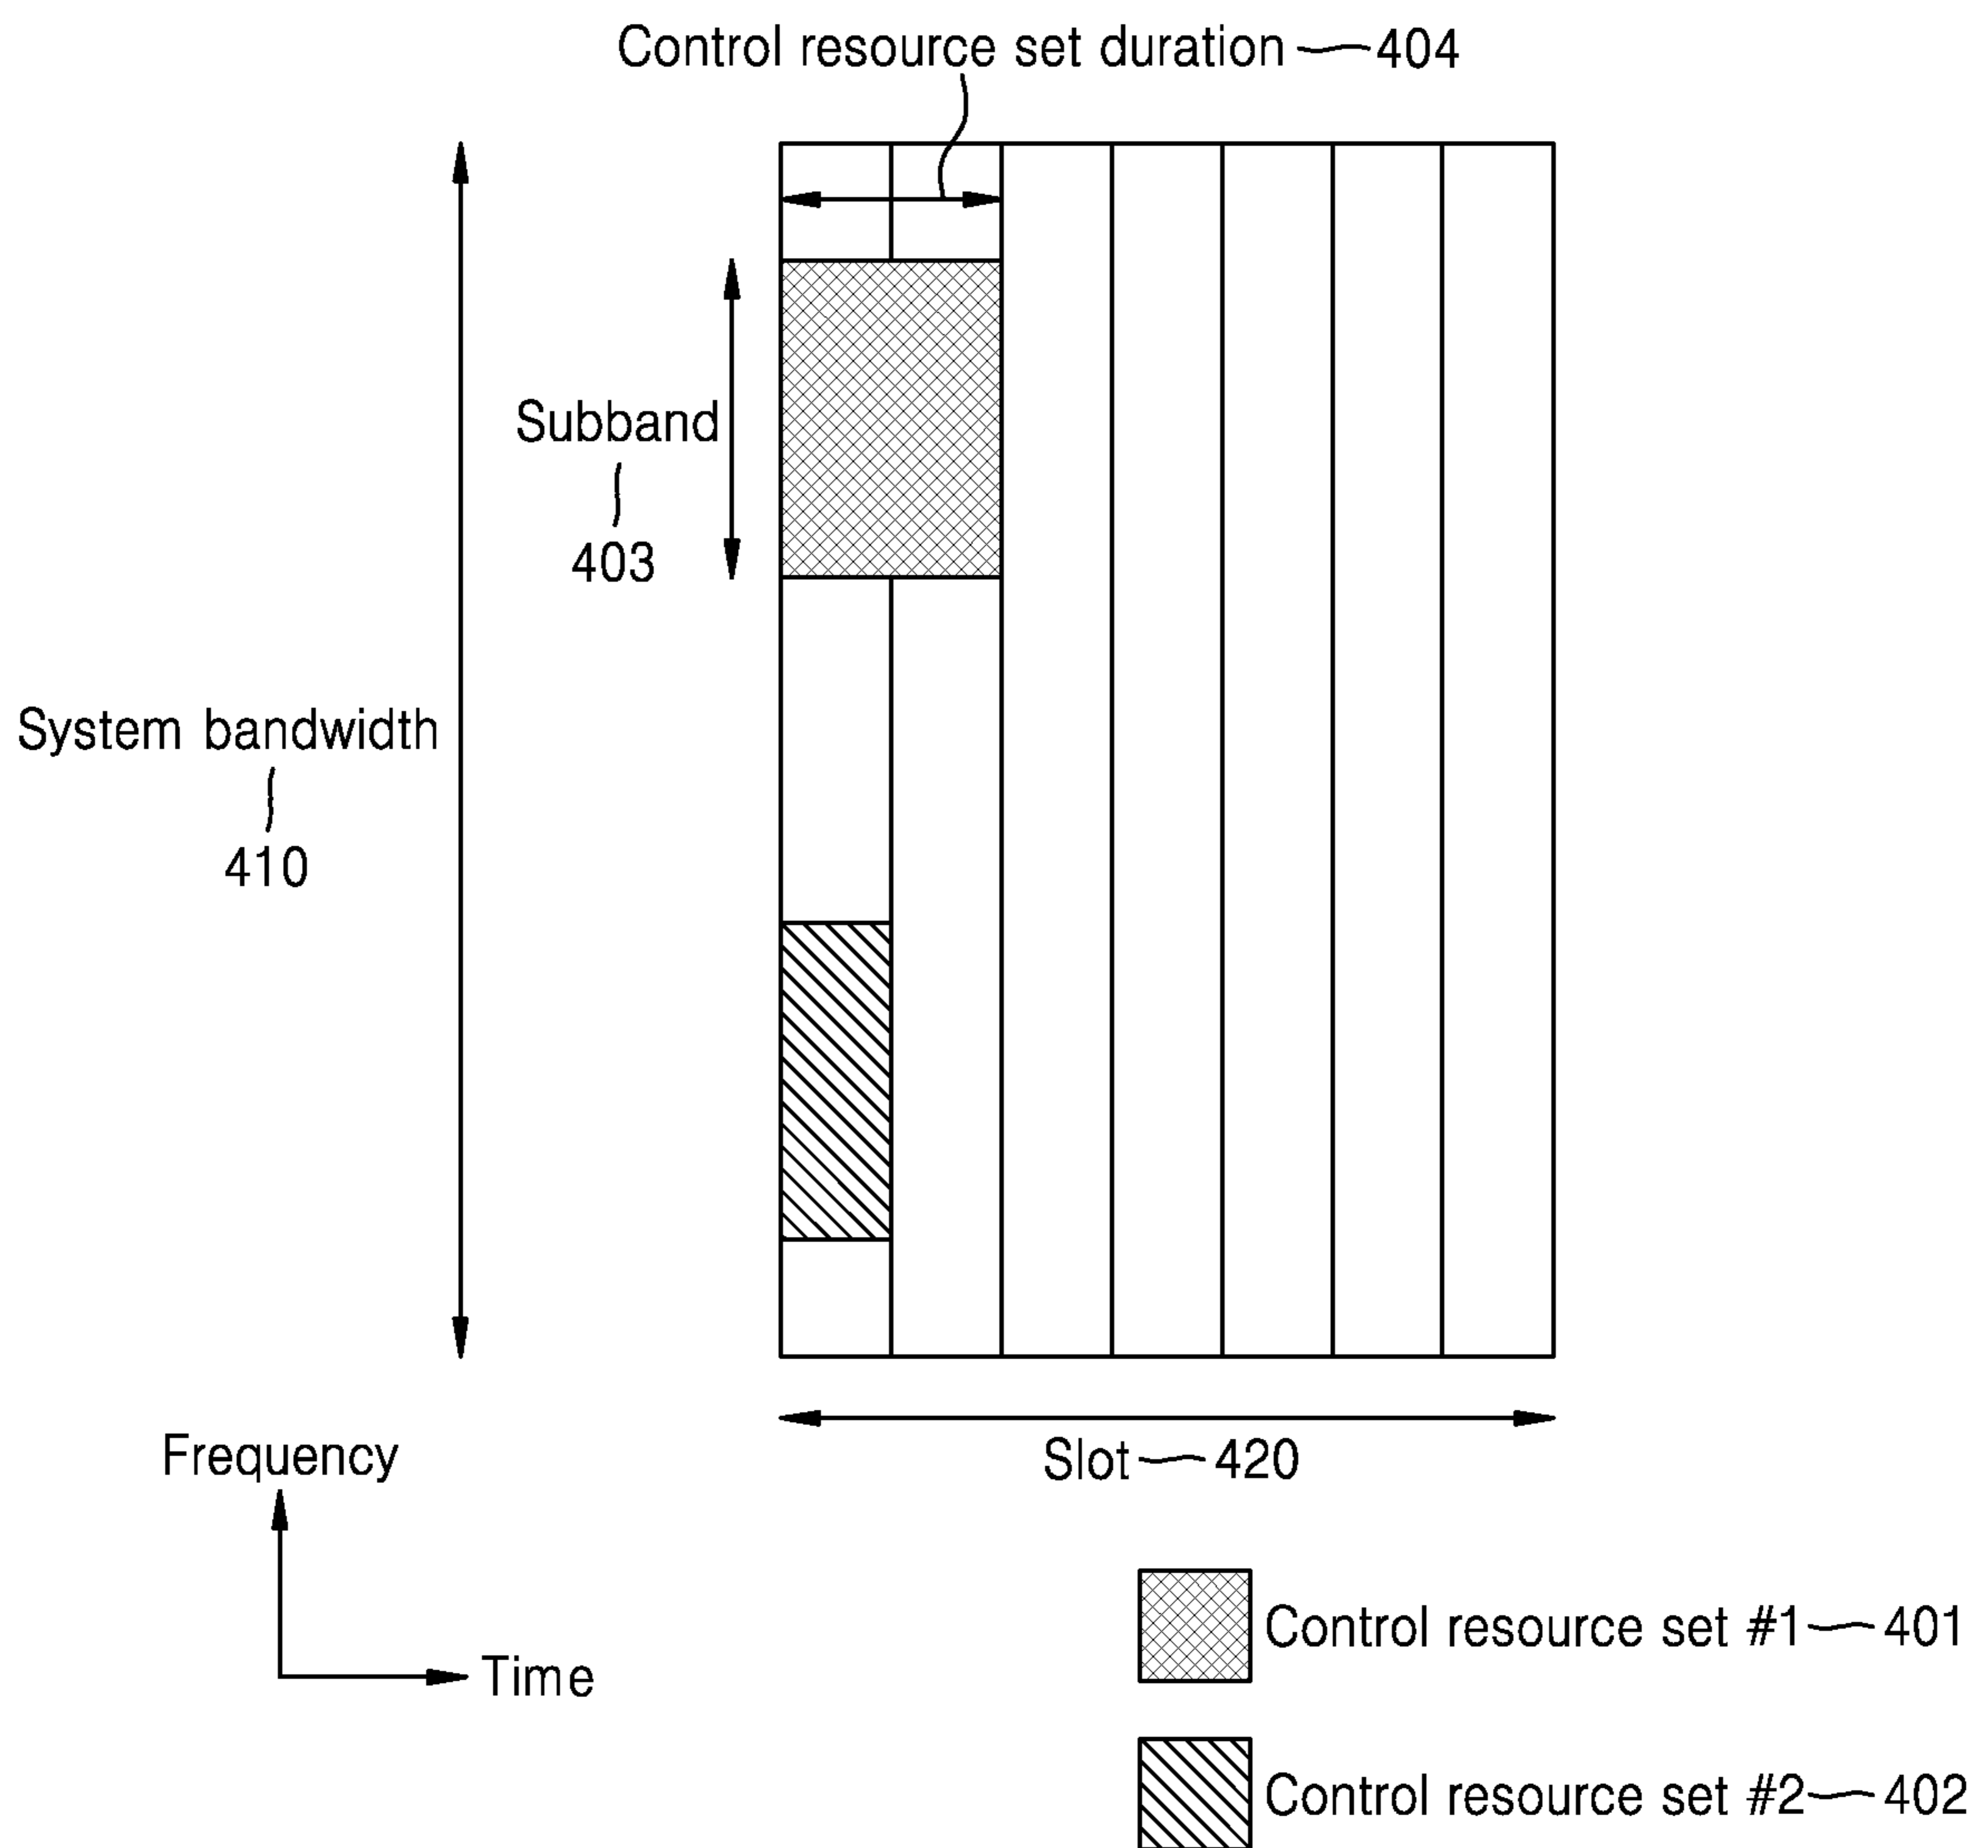 Control resource set duration 404
Subband
403
System bandwidth
410
Slot 420
Frequency
Time
Control resource set #1 401
Control resource set #2 402